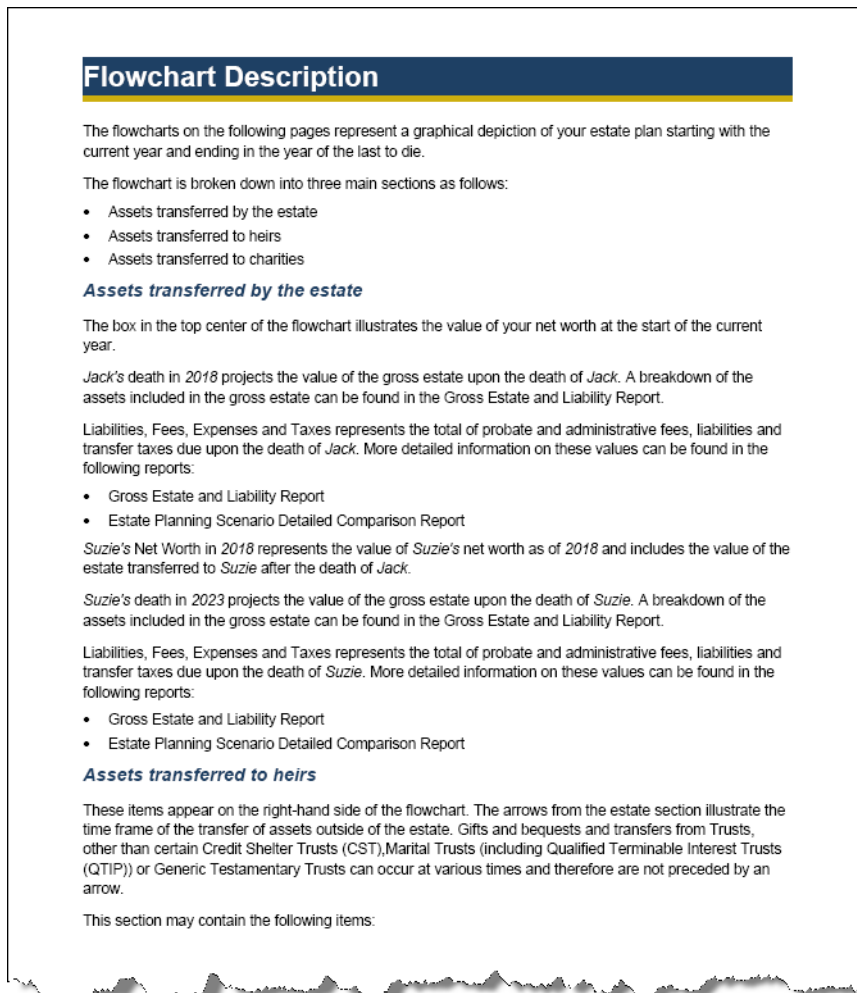 Flowchart Description
The flowcharts on the following pages represent a graphical depiction of your estate plan starting with the
current year and ending in the year of the last to die.
The flowchart is broken down into three main sections as follows:
• Assets transferred by the estate
• Assets transferred to heirs
• Assets transferred to charities
Assets transferred by the estate
The box in the top center of the flowchart illustrates the value of your net worth at the start of the current
year.
Jack's death in 2018 projects the value of the gross estate upon the death of Jack. A breakdown of the
assets included in the gross estate can be found in the Gross Estate and Liability Report.
Liabilities, Fees, Expenses and Taxes represents the total of probate and administrative fees, liabilities and
transfer taxes due upon the death of Jack. More detailed information on these values can be found in the
following reports:
• Gross Estate and Liability Report
• Estate Planning Scenario Detailed Comparison Report
Suzie's Net Worth in 2018 represents the value of Suzie's net worth as of 2018 and includes the value of the
estate transferred to Suzie after the death of Jack.
Suzie's death in 2023 projects the value of the gross estate upon the death of Suzie. A breakdown of the
assets included in the gross estate can be found in the Gross Estate and Liability Report.
Liabilities, Fees, Expenses and Taxes represents the total of probate and administrative fees, liabilities and
transfer taxes due upon the death of Suzie. More detailed information on these values can be found in the
following reports:
• Gross Estate and Liability Report
• Estate Planning Scenario Detailed Comparison Report
Assets transferred to heirs
These items appear on the right-hand side of the flowchart. The arrows from the estate section illustrate the
time frame of the transfer of assets outside of the estate. Gifts and bequests and transfers from Trusts,
other than certain Credit Shelter Trusts (CST),Marital Trusts (including Qualified Terminable Interest Trusts
(QTIP)) or Generic Testamentary Trusts can occur at various times and therefore are not preceded by an
arrow.
This section may contain the following items: